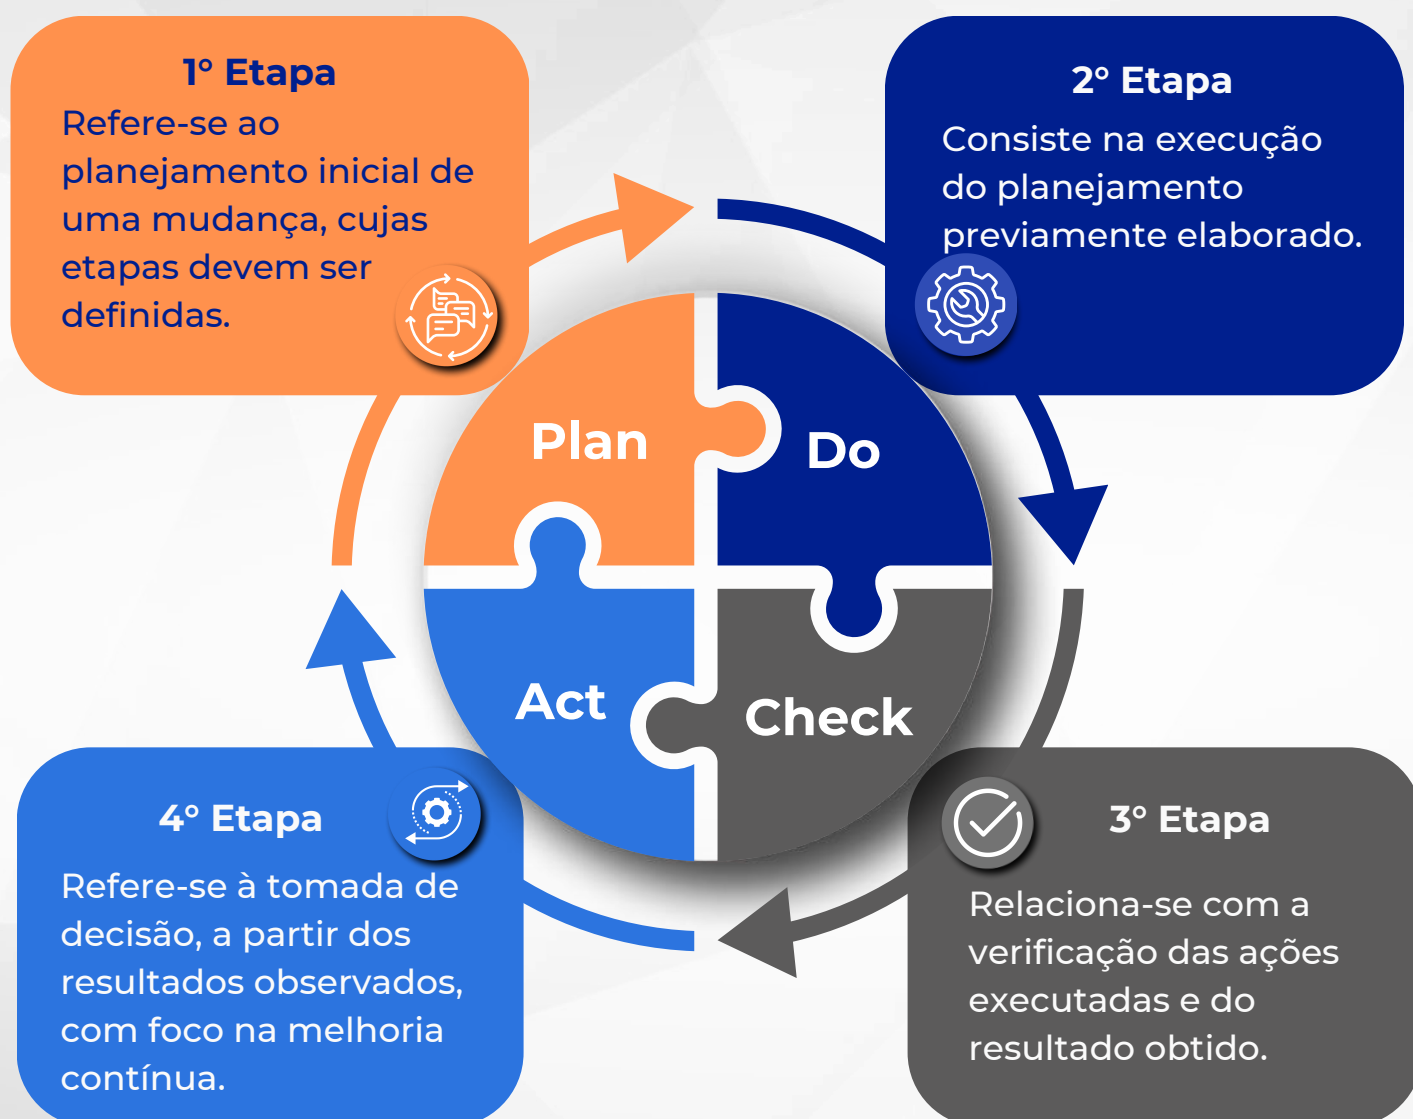 1° Etapa
Refere-se ao
planejamento inicial de
uma mudança, cujas
etapas devem ser
definidas.
2° Etapa
Consiste na execução
do planejamento
previamente elaborado.
Plan
Do
Act
Check
4° Etapa
Refere-se à tomada de
decisão, a partir dos
resultados observados,
com foco na melhoria
contínua.
3° Etapa
Relaciona-se com a
verificação das ações
executadas e do
resultado obtido.